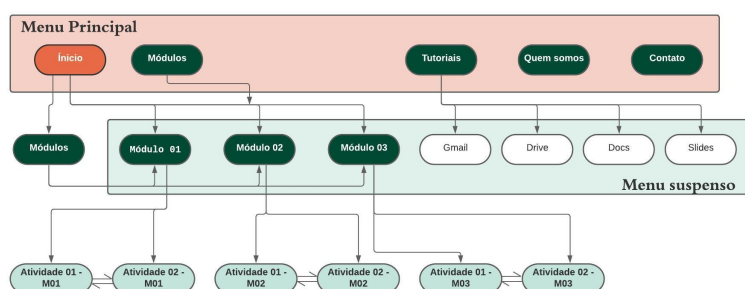 Menu Principal
Ínicio
Módulos
Tutoriais
Quem somos
Contato
Módulos
Módulo 01
Módulo 02
Módulo 03
Gmail
Drive
Docs
Slides
Menu suspenso
Atividade 01 -
M01
Atividade 02 -
M01
Atividade 01 -
M02
Atividade 02 -
M02
Atividade 01 -
M03
Atividade 02 -
M03